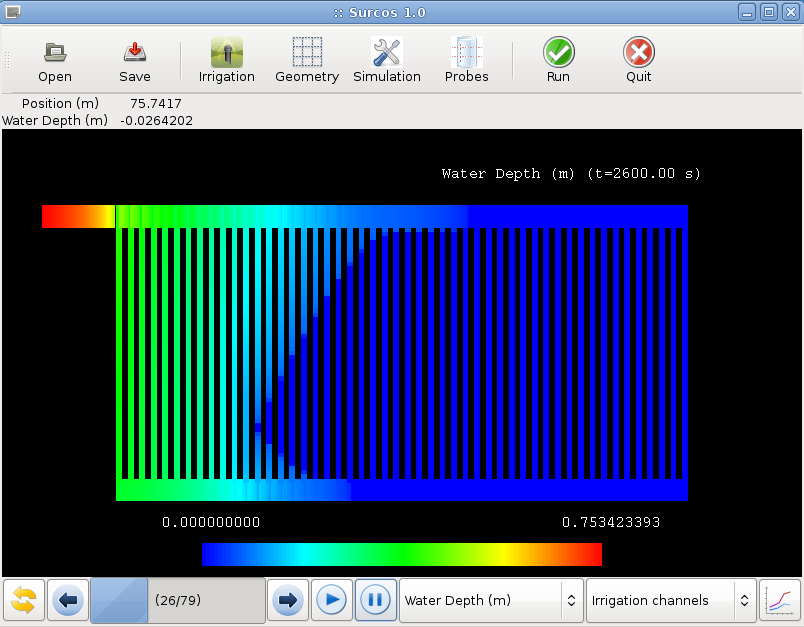 :: Surcos 1.0
Open Save Irrigation Geometry Simulation Probes Run Quit
Position (m) 75.7417
Water Depth (m) -0.0264202
Water Depth (m) (t=2600.00 s)
0.000000000 0.753423393
(26/79) Water Depth (m) Irrigation channels